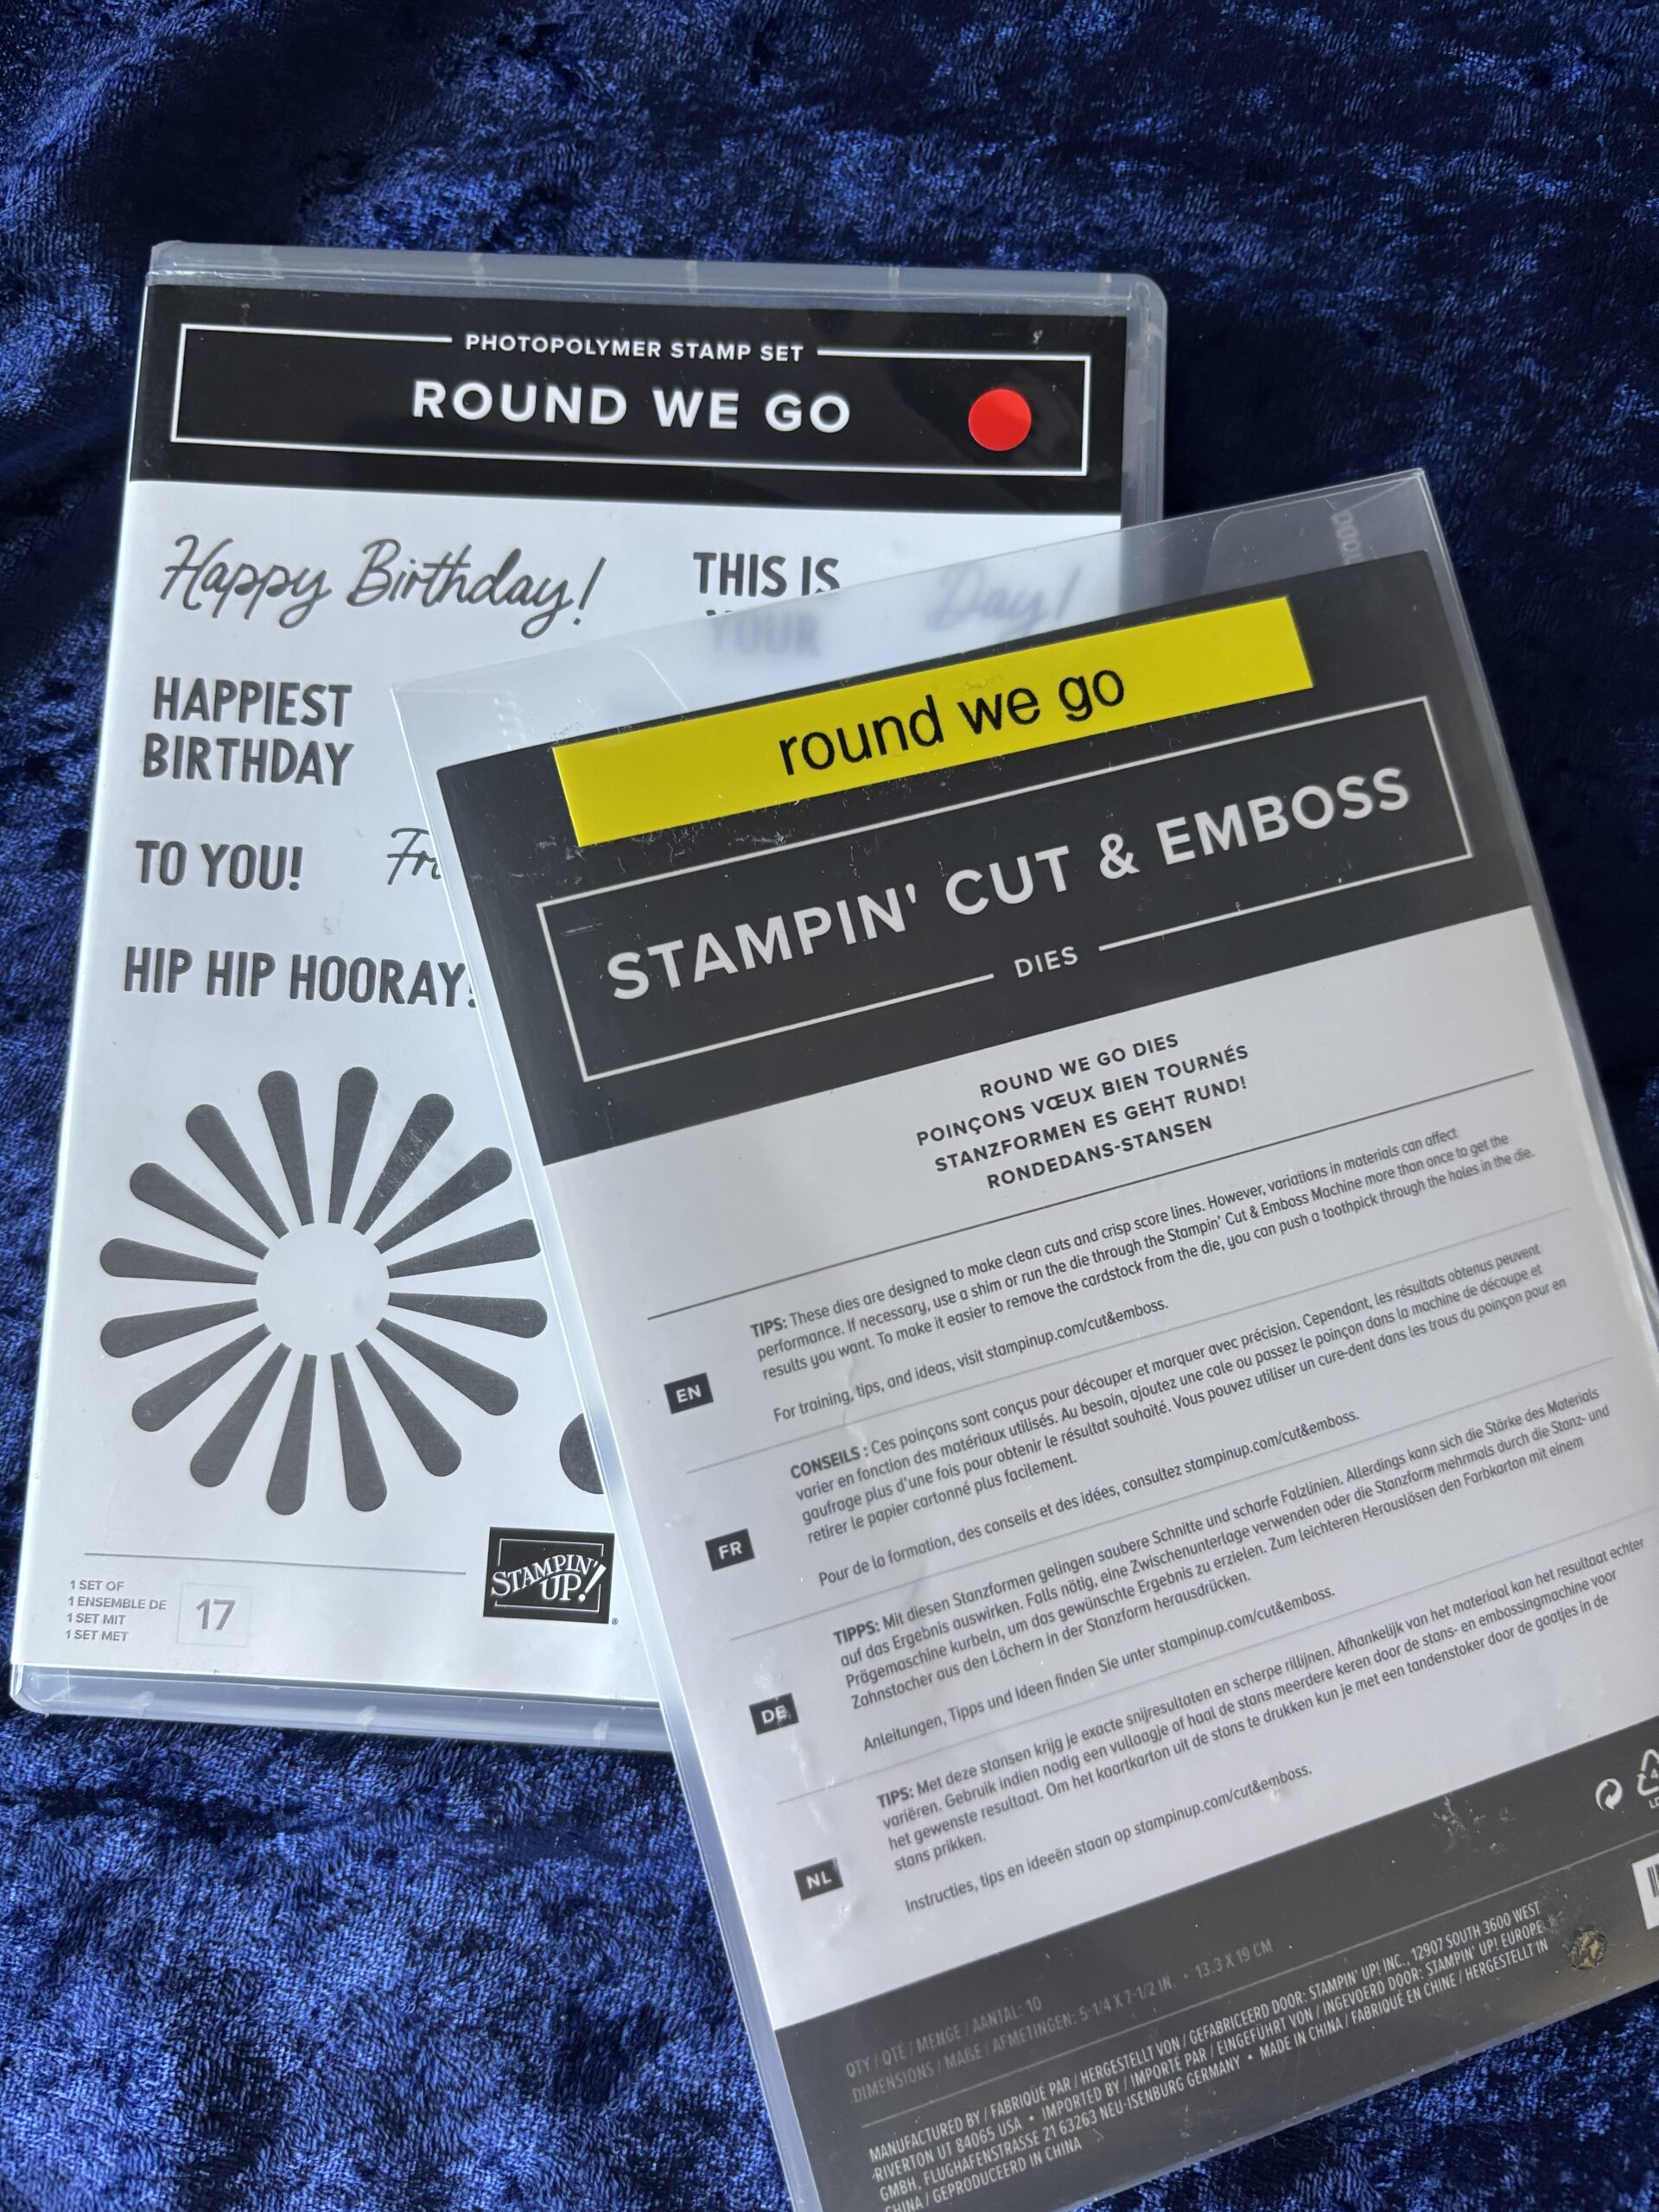 PHOTOPOLYMER STAMP SET
ROUND WE GO
Happy Birthday!
THIS IS
YOUR
Day!
HAPPIEST
BIRTHDAY
TO YOU!
HIP HIP HOORAY!
STAMPIN' UP!
1 SET OF
1 ENSEMBLE DE
1 SET MIT
1 SET MET
17
round we go
STAMPIN' CUT & EMBOSS
DIES
ROUND WE GO DIES
POINÇONS VŒUX BIEN TOURNÉS
STANZFORMEN ES GEHT RUND!
RONDEDANS-STANSEN
EN
TIPS: These dies are designed to make clean cuts and crisp score lines. However, variations in materials can affect
performance. If necessary, use a shim or run the die through the Stampin' Cut & Emboss Machine more than once to get the
results you want. To make it easier to remove the cardstock from the die, you can push a toothpick through the holes in the die.
For training, tips, and ideas, visit stampinup.com/cut&emboss.
FR
CONSEILS : Ces poinçons sont conçus pour découper et marquer avec précision. Cependant, les résultats obtenus peuvent
varier en fonction des matériaux utilisés. Au besoin, ajoutez une cale ou passez le poinçon dans la machine de découpe et
gaufrage plus d'une fois pour obtenir le résultat souhaité. Vous pouvez utiliser un cure-dent dans les trous du poinçon pour en
retirer le papier cartonné plus facilement.
Pour de la formation, des conseils et des idées, consultez stampinup.com/cut&emboss.
DE
TIPPS: Mit diesen Stanzformen gelingen saubere Schnitte und scharfe Falzlinien. Allerdings kann sich die Stärke des Materials
auf das Ergebnis auswirken. Falls nötig, eine Zwischenunterlage verwenden oder die Stanzform mehrmals durch die Stanz- und
Prägemaschine kurbeln, um das gewünschte Ergebnis zu erzielen. Zum leichteren Herauslösen den Farbkarton mit einem
Zahnstocher aus den Löchern in der Stanzform herausdrücken.
Anleitungen, Tipps und Ideen finden Sie unter stampinup.com/cut&emboss.
NL
TIPS: Met deze stansen krijg je exacte snijresultaten en scherpe rillijnen. Afhankelijk van het materiaal kan het resultaat echter
variëren. Gebruik indien nodig een vullaagje of haal de stans meerdere keren door de stans- en embossingmachine voor
het gewenste resultaat. Om het kaartkarton uit de stans te drukken kun je met een tandenstoker door de gaatjes in de
stans prikken.
Instructies, tips en ideeën staan op stampinup.com/cut&emboss.
QTY / QTÉ / MENGE / AANTAL: 10
DIMENSIONS / MAßE / AFMETINGEN: 5-1/4 X 7-1/2 IN. • 13.3 X 19 CM
MANUFACTURED BY / FABRIQUÉ PAR / HERGESTELLT VON / GEFABRICEERD DOOR: STAMPIN' UP! INC., 12907 SOUTH 3600 WEST
RIVERTON UT 84065 USA • IMPORTED BY / IMPORTÉ PAR / EINGEFÜHRT VON / INGEVOERD DOOR: STAMPIN' UP! EUROPE
GMBH, FLUGHAFENSTRASSE 21 63263 NEU-ISENBURG GERMANY • MADE IN CHINA / FABRIQUÉ EN CHINE / HERGESTELLT IN
CHINA / GEPRODUCEERD IN CHINA